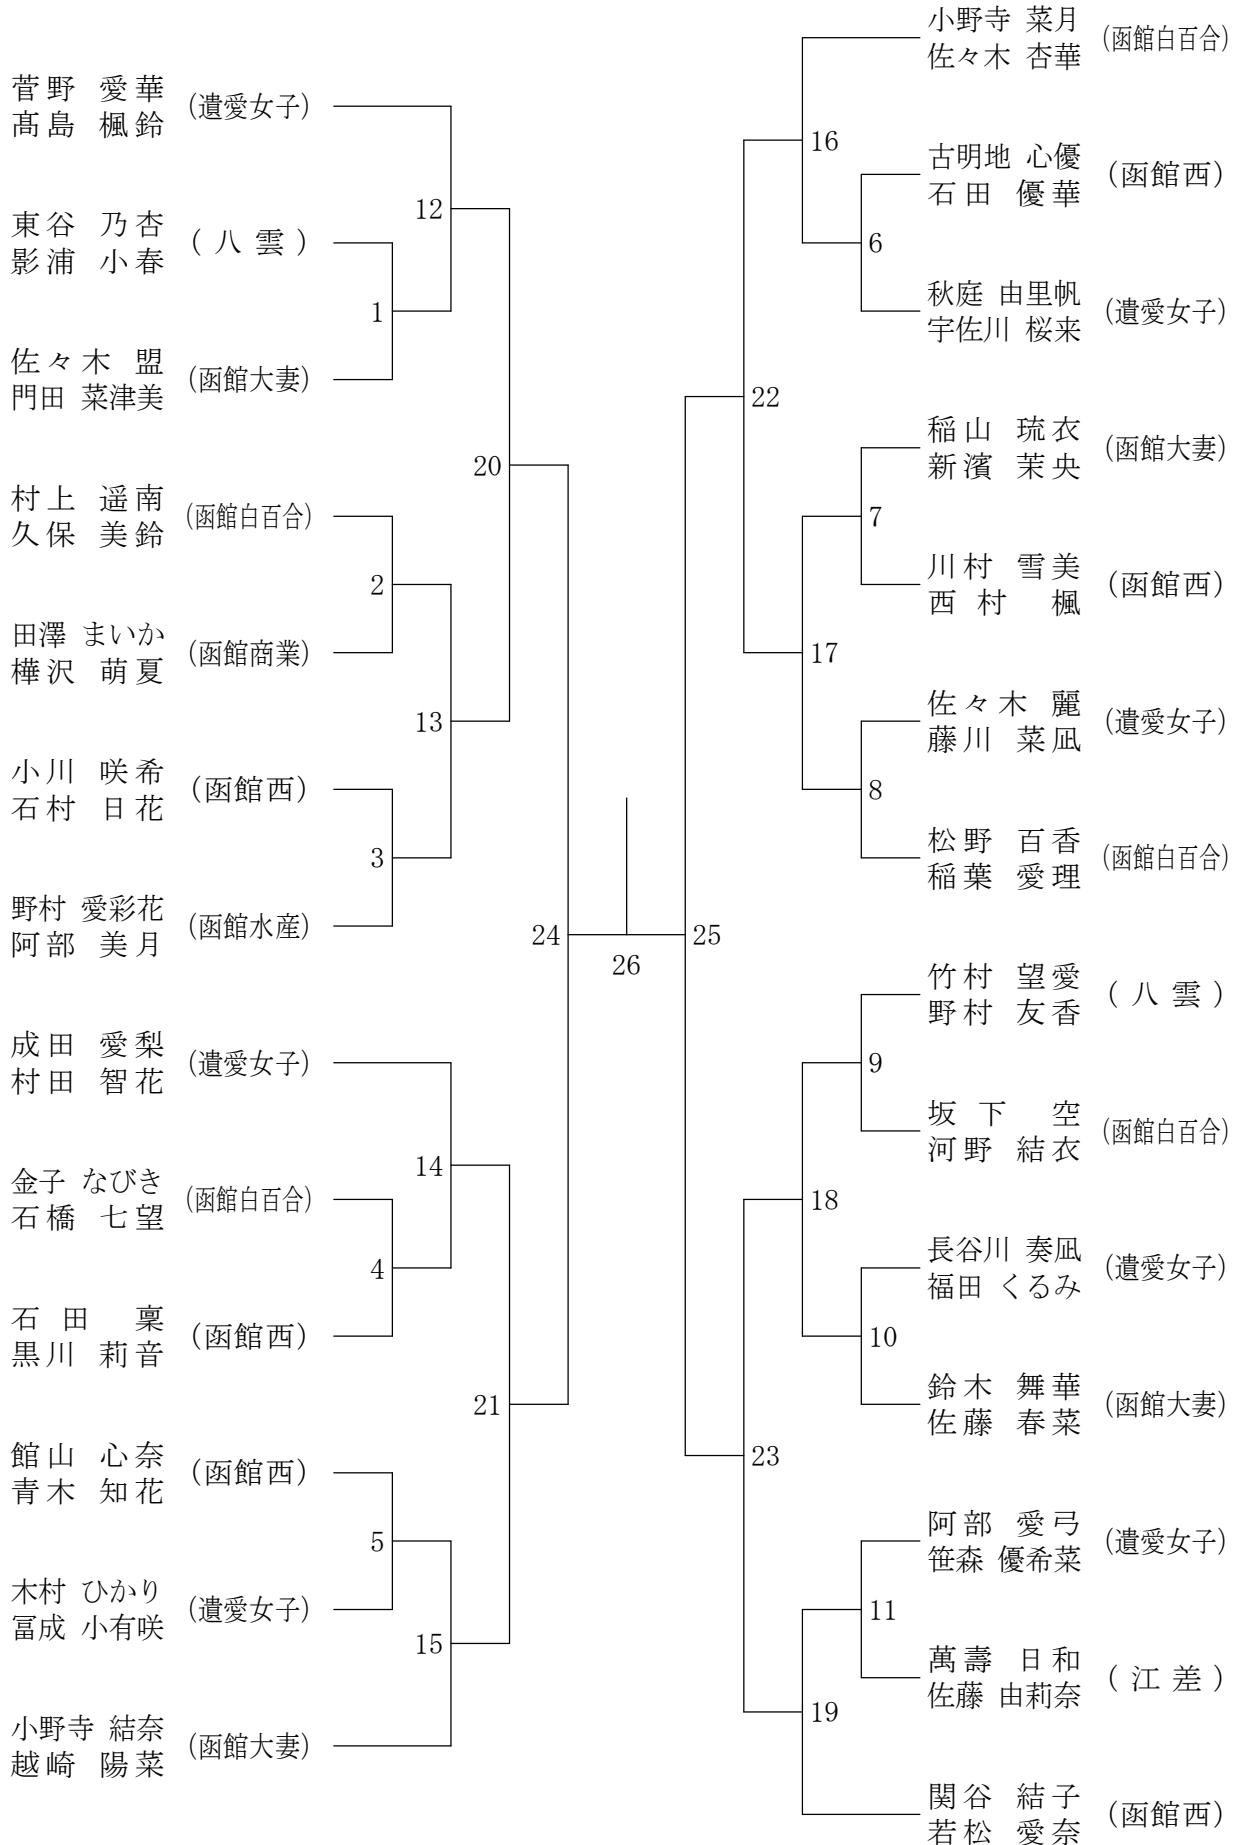 菅野 愛華
髙島 楓鈴
(遺愛女子)
東谷 乃杏
影浦 小春
(八雲)
佐々木 盟
門田 菜津美
(函館大妻)
村上 遥南
久保 美鈴
(函館白百合)
田澤 まいか
樺沢 萌夏
(函館商業)
小川 咲希
石村 日花
(函館西)
野村 愛彩花
阿部 美月
(函館水産)
成田 愛梨
村田 智花
(遺愛女子)
金子 なびき
石橋 七望
(函館白百合)
石田 稟
黒川 莉音
(函館西)
館山 心奈
青木 知花
(函館西)
木村 ひかり
冨成 小有咲
(遺愛女子)
小野寺 結奈
越崎 陽菜
(函館大妻)
1
2
3
4
5
12
13
14
15
20
21
24
26
25
22
23
16
17
18
19
6
7
8
9
10
11
小野寺 菜月
佐々木 杏華
(函館白百合)
古明地 心優
石田 優華
(函館西)
秋庭 由里帆
宇佐川 桜来
(遺愛女子)
稲山 琉衣
新濱 茉央
(函館大妻)
川村 雪美
西村 楓
(函館西)
佐々木 麗
藤川 菜凪
(遺愛女子)
松野 百香
稲葉 愛理
(函館白百合)
竹村 望愛
野村 友香
(八雲)
坂下 空
河野 結衣
(函館白百合)
長谷川 奏凪
福田 くるみ
(遺愛女子)
鈴木 舞華
佐藤 春菜
(函館大妻)
阿部 愛弓
笹森 優希菜
(遺愛女子)
萬壽 日和
佐藤 由莉奈
(江差)
関谷 結子
若松 愛奈
(函館西)